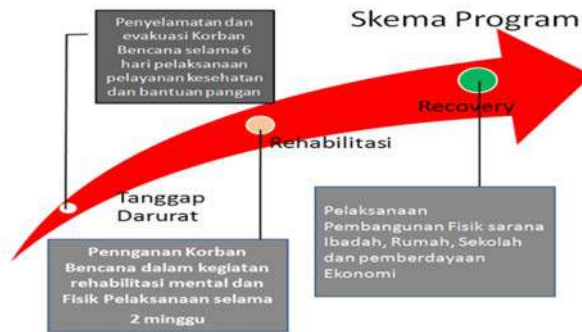 Skema Program
Penyelamatan dan
evakuasi Korban
Bencana selama 6
hari pelaksanaan
pelayanan kesehatan
dan bantuan pangan
Recovery
Rehabilitasi
Tanggap
Darurat
Pelaksanaan
Pembangunan Fisik sarana
Ibadah, Rumah, Sekolah
dan pemberdayaan
Ekonomi
Pennganan Korban
Bencana dalam kegiatan
rehabilitasi mental dan
Fisik Pelaksanaan selama
2 minggu